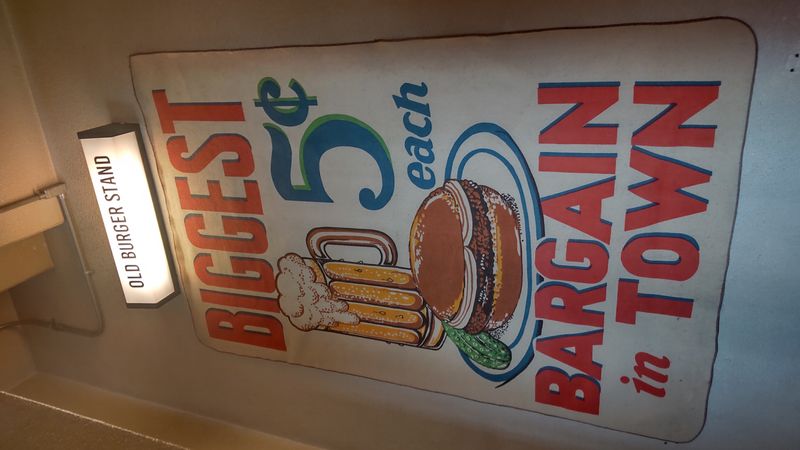 OLD BURGER STAND
BIGGEST
5¢
each
BARGAIN
in TOWN